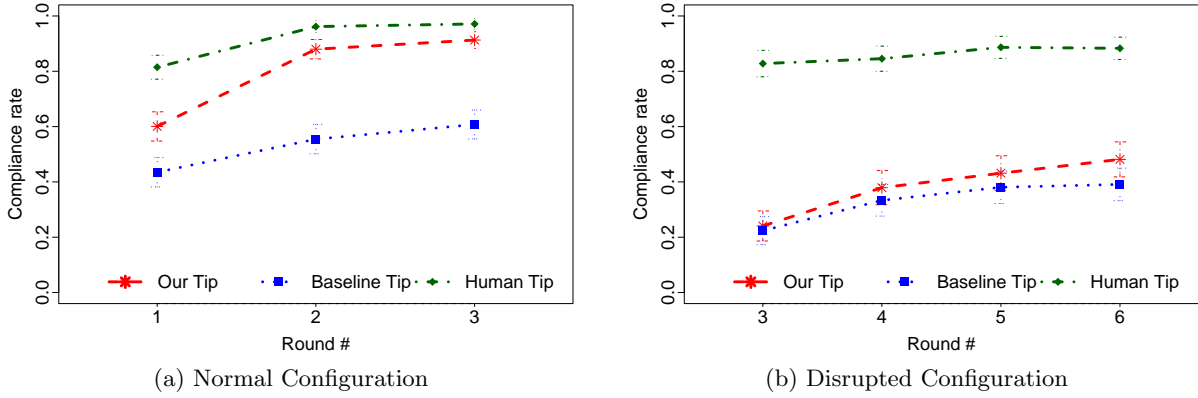 Compliance rate
1.0
0.8
0.6
0.4
0.2
0.0
Our Tip Baseline Tip Human Tip
1 2 3
Round #
(a) Normal Configuration
Compliance rate
1.0
0.8
0.6
0.4
0.2
0.0
Our Tip Baseline Tip Human Tip
3 4 5 6
Round #
(b) Disrupted Configuration